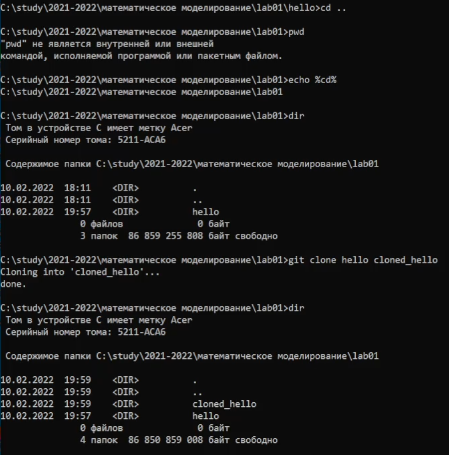 C:\study\2021-2022\математическое моделирование\lab01\hello>cd ..
C:\study\2021-2022\математическое моделирование\lab01>pwd
"pwd" не является внутренней или внешней
командой, исполняемой программой или пакетным файлом.
C:\study\2021-2022\математическое моделирование\lab01>echo %cd%
C:\study\2021-2022\математическое моделирование\lab01
C:\study\2021-2022\математическое моделирование\lab01>dir
Том в устройстве C имеет метку Acer
Серийный номер тома: 5211-ACA6
Содержимое папки C:\study\2021-2022\математическое моделирование\lab01
10.02.2022 18:11 <DIR> .
10.02.2022 18:11 <DIR> ..
10.02.2022 19:57 <DIR> hello
0 файлов 0 байт
3 папок 86 859 255 808 байт свободно
C:\study\2021-2022\математическое моделирование\lab01>git clone hello cloned_hello
Cloning into 'cloned_hello'...
done.
C:\study\2021-2022\математическое моделирование\lab01>dir
Том в устройстве C имеет метку Acer
Серийный номер тома: 5211-ACA6
Содержимое папки C:\study\2021-2022\математическое моделирование\lab01
10.02.2022 19:59 <DIR> .
10.02.2022 19:59 <DIR> ..
10.02.2022 19:59 <DIR> cloned_hello
10.02.2022 19:57 <DIR> hello
0 файлов 0 байт
4 папок 86 850 859 008 байт свободно